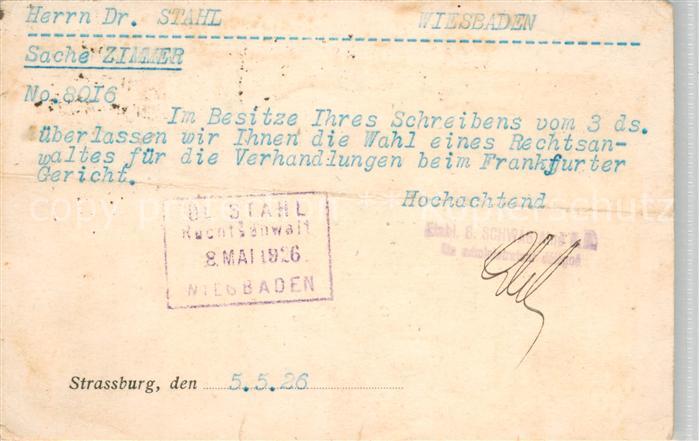 Herrn Dr. STAHL WIESBADEN
Sache ZIMMER
No.80I6
Im Besitze Ihres Schreibens vom 3 ds.
überlassen wir Ihnen die Wahl eines Rechtsan-
waltes für die Verhandlungen beim Frankfurter
Gericht.
Hochachtend
STAHL
Rechtsanwalt
8. MAI 1926
WIESBADEN
Strassburg, den 5.5.26